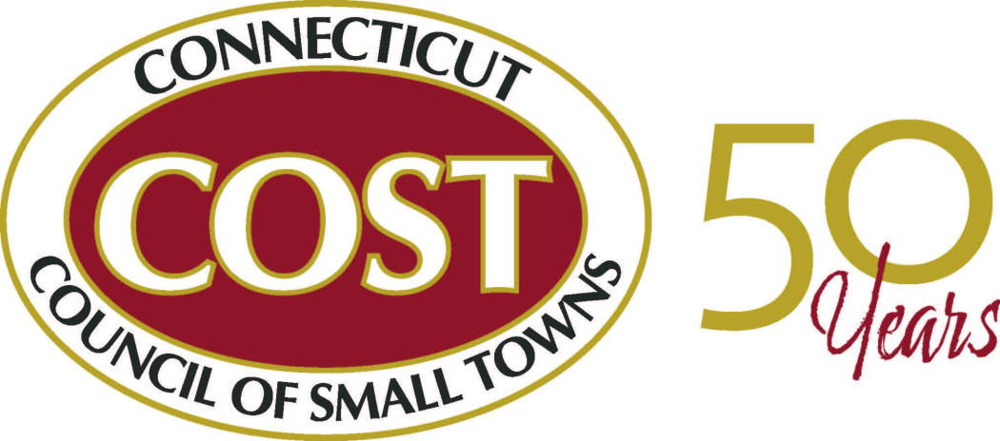 CONNECTICUT
COST
COUNCIL OF SMALL TOWNS
50
Years